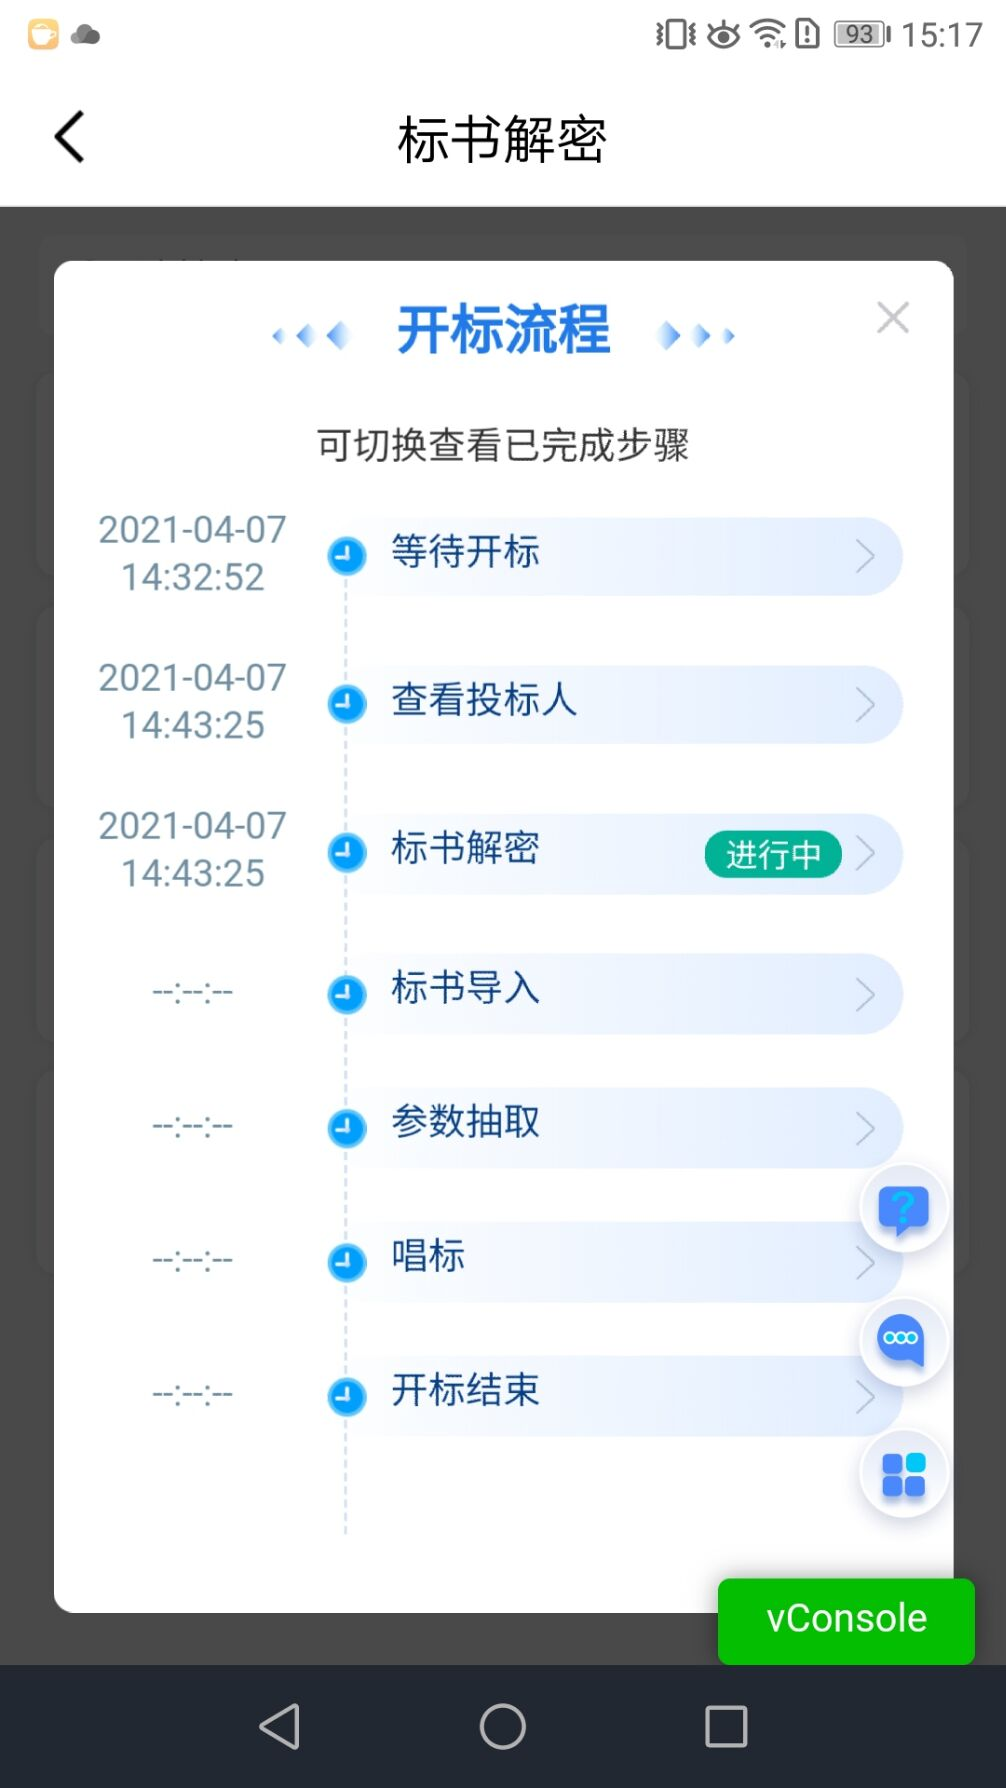 93 15:17
标书解密
开标流程
可切换查看已完成步骤
2021-04-07
14:32:52
等待开标
2021-04-07
14:43:25
查看投标人
2021-04-07
14:43:25
标书解密
进行中
--:--:--
标书导入
--:--:--
参数抽取
--:--:--
唱标
--:--:--
开标结束
vConsole